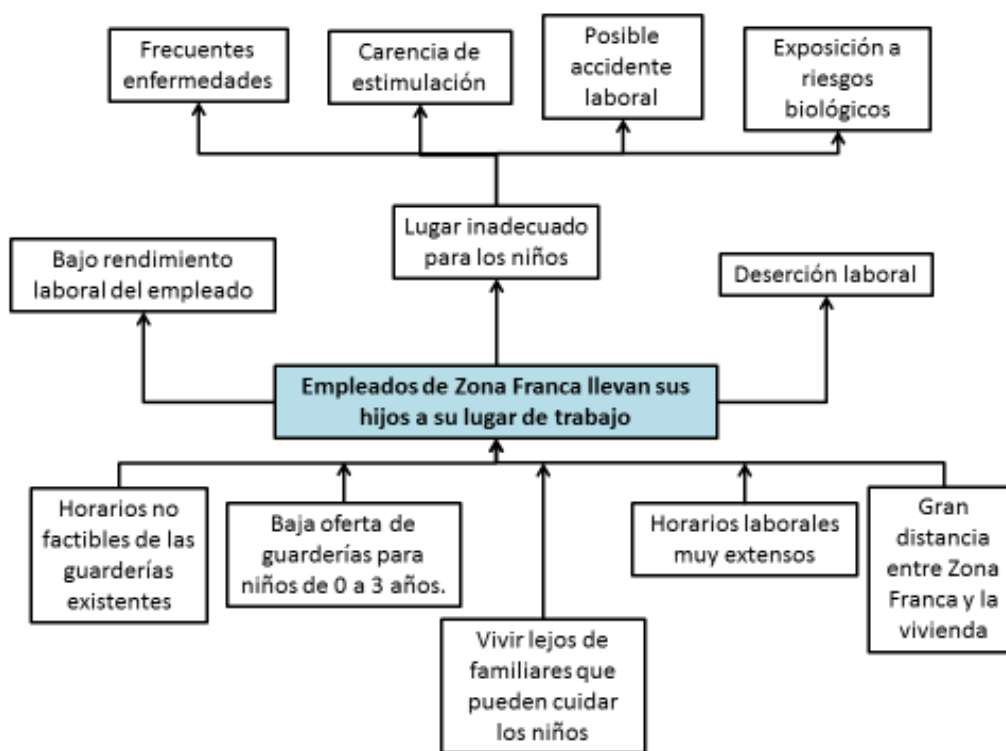 Frecuentes
enfermedades
Carencia de
estimulación
Posible
accidente
laboral
Exposición a
riesgos
biológicos
Lugar inadecuado
para los niños
Bajo rendimiento
laboral del empleado
Deserción laboral
Empleados de Zona Franca llevan sus
hijos a su lugar de trabajo
Horarios no
factibles de las
guarderías
existentes
Baja oferta de
guarderías para
niños de 0 a 3 años.
Vivir lejos de
familiares que
pueden cuidar
los niños
Horarios laborales
muy extensos
Gran
distancia
entre Zona
Franca y la
vivienda